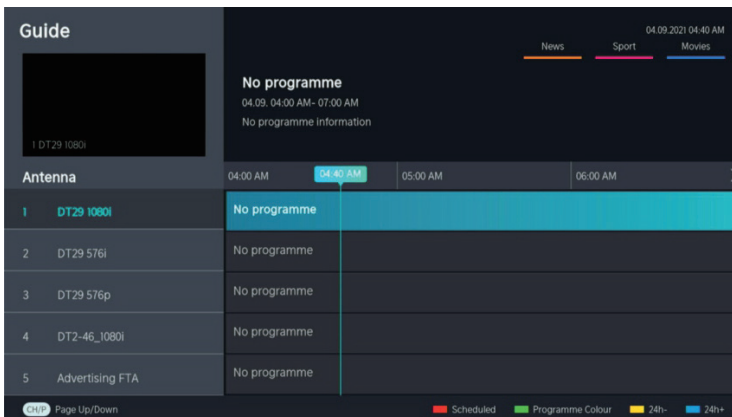 Guide
04.09.2021 04:40 AM
News Sport Movies
No programme
04.09. 04:00 AM- 07:00 AM
No programme information
1 DT29 1080i
Antenna
04:00 AM 04:40 AM 05:00 AM 06:00 AM
1 DT29 1080i No programme
2 DT29 576i No programme
3 DT29 576p No programme
4 DT2-46_1080i No programme
5 Advertising FTA No programme
CH/P Page Up/Down Scheduled Programme Colour 24h- 24h+